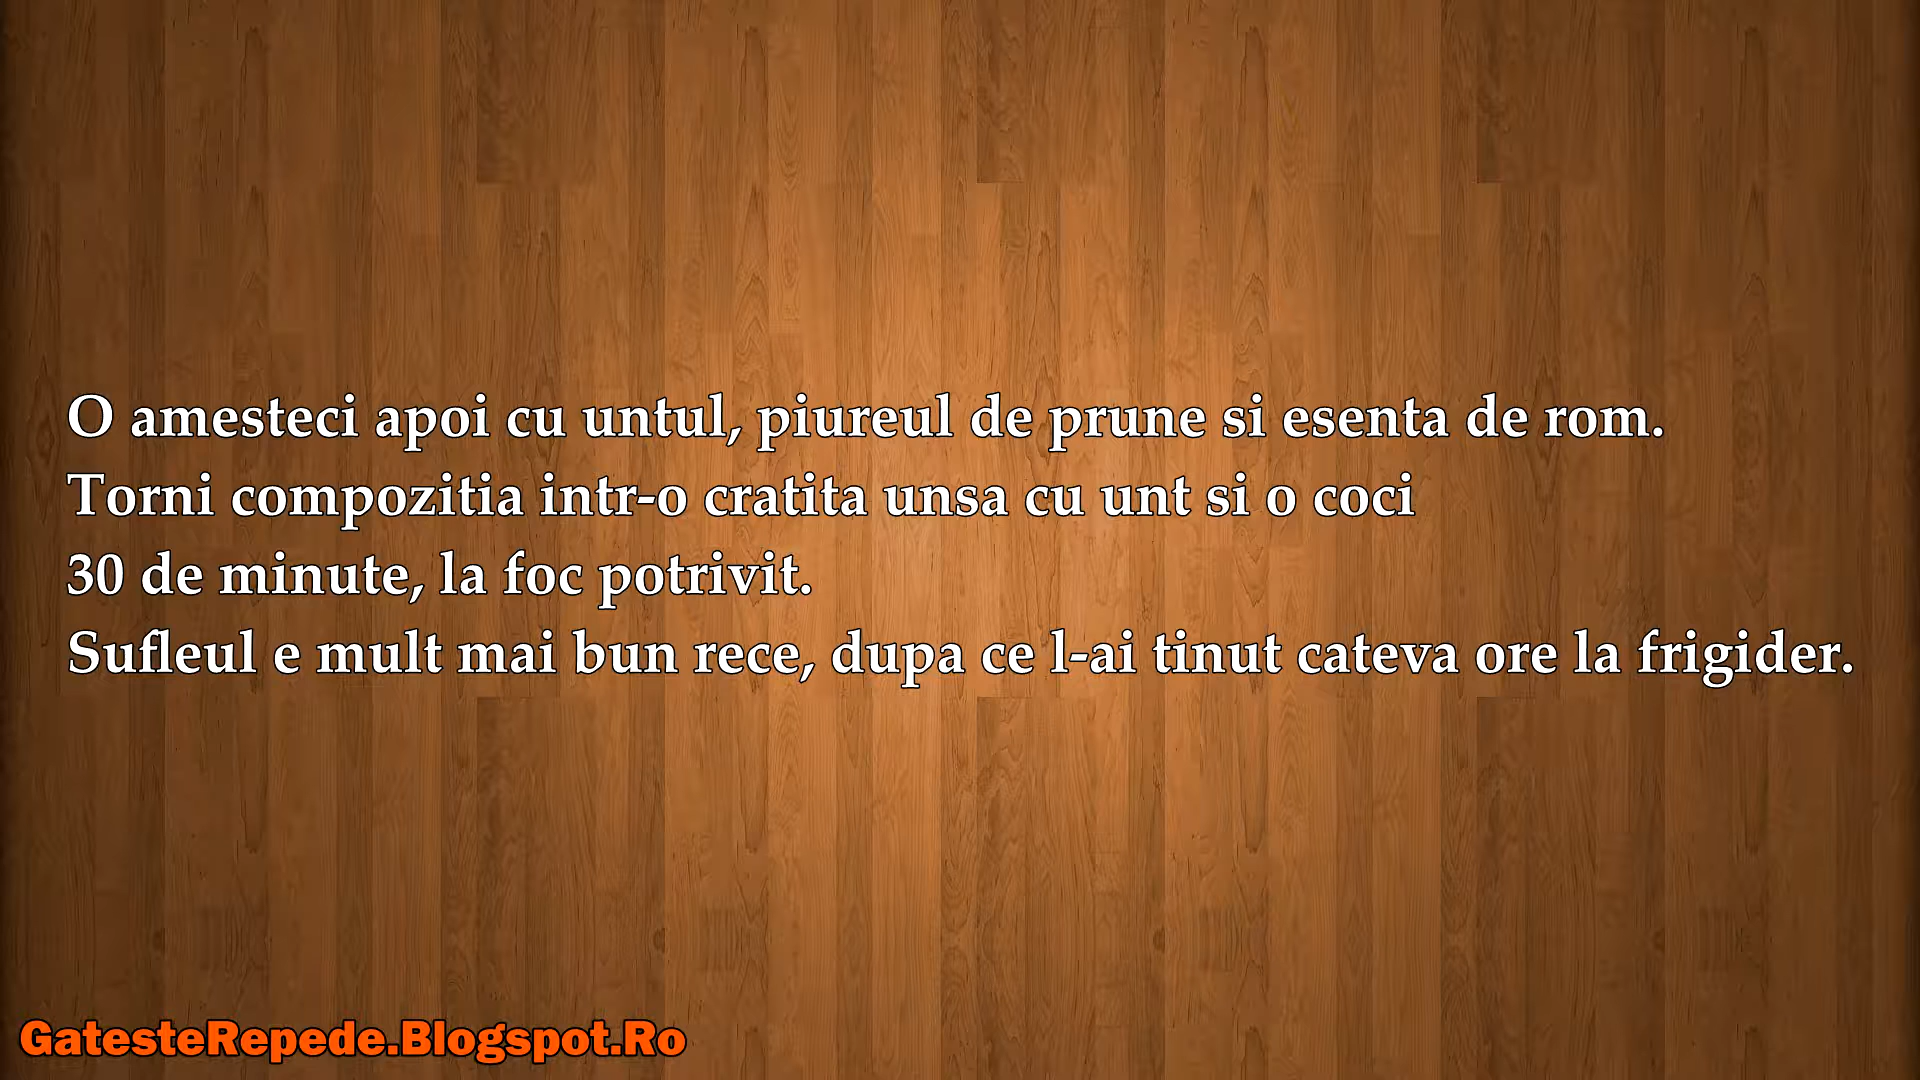 O amesteci apoi cu untul, piureul de prune si esenta de rom.
Torni compozitia intr-o cratita unsa cu unt si o coci
30 de minute, la foc potrivit.
Sufleul e mult mai bun rece, dupa ce l-ai tinut cateva ore la frigider.
GatesteRepede.Blogspot.Ro